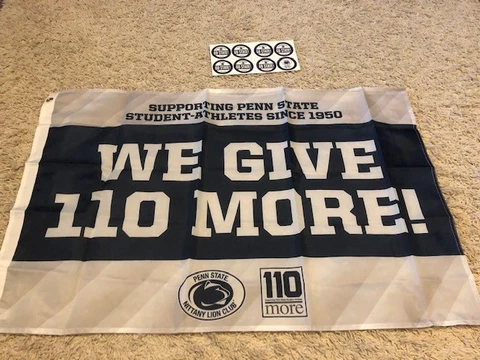 SUPPORTING PENN STATE
STUDENT-ATHLETES SINCE 1950
WE GIVE
110 MORE!
PENN STATE
NITTANY LION CLUB
110
more